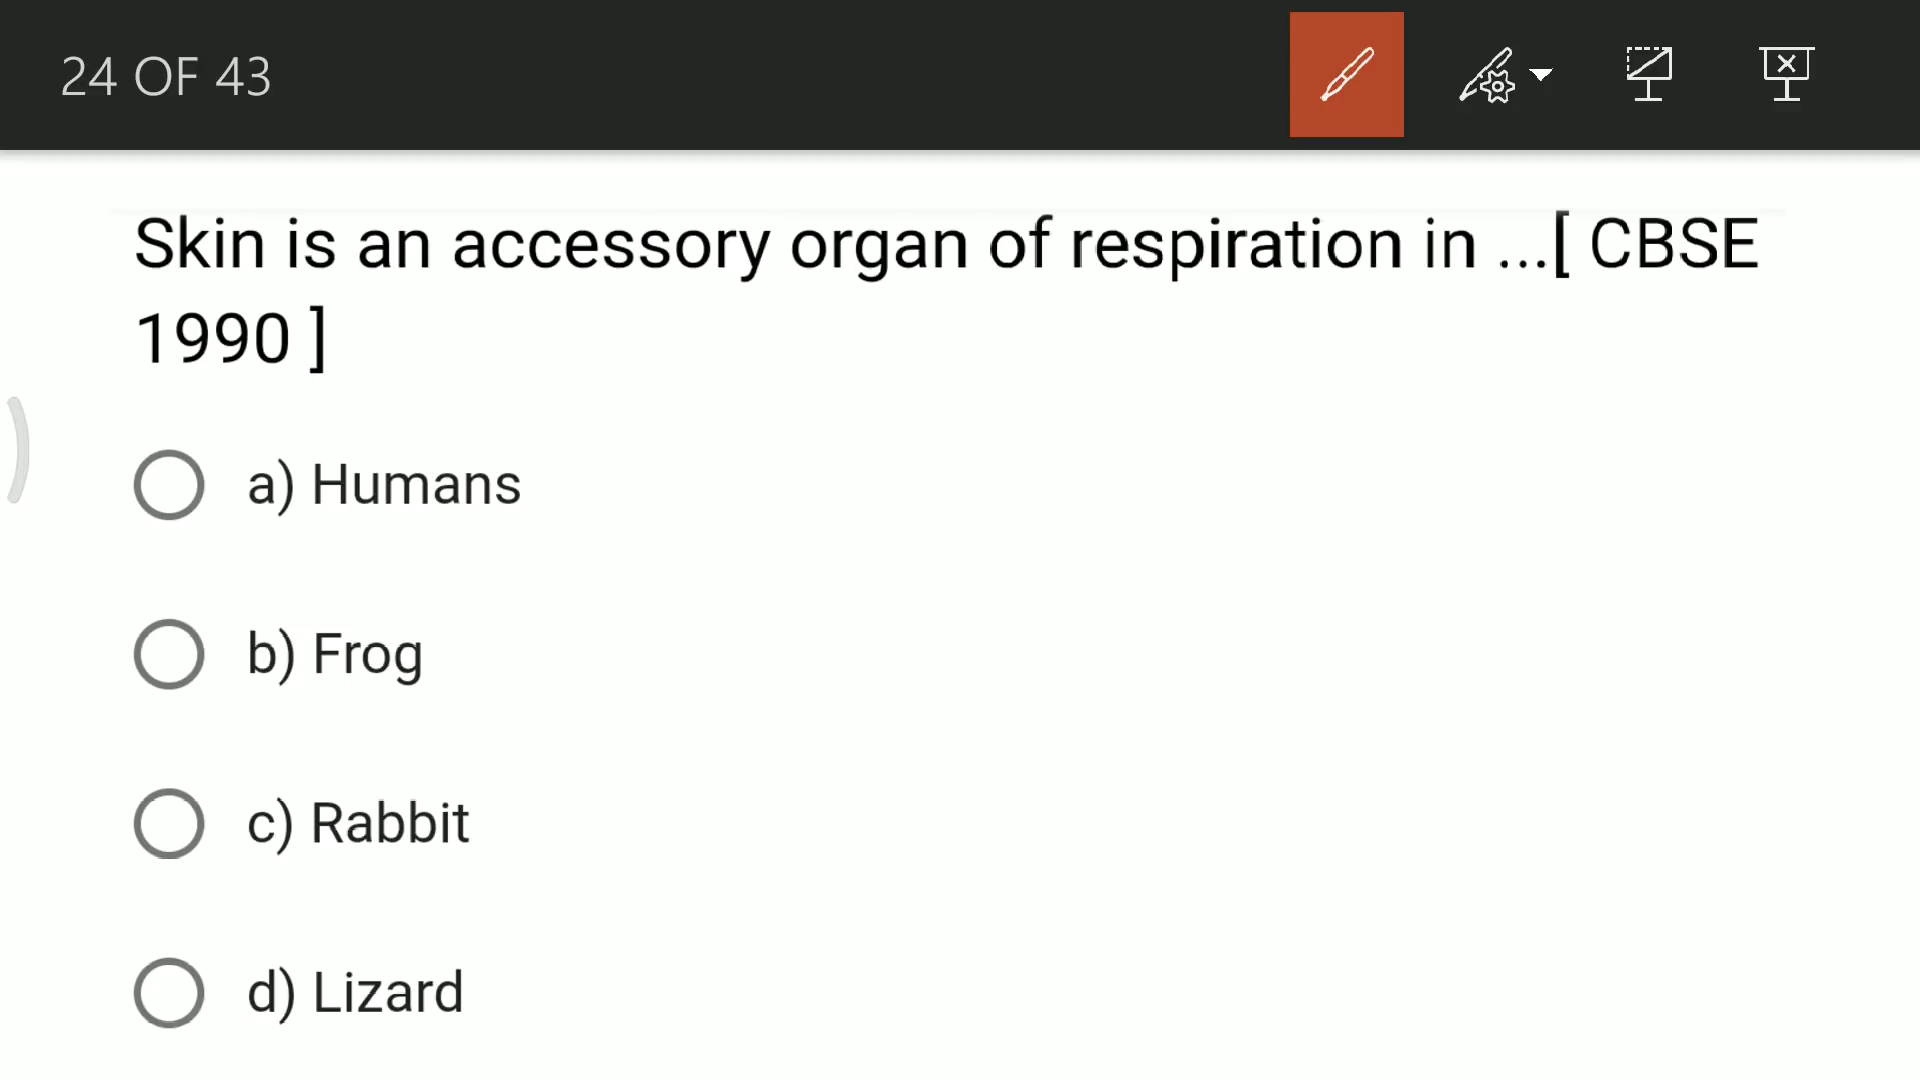 24 OF 43
Skin is an accessory organ of respiration in ...[ CBSE
1990 ]
a) Humans
b) Frog
c) Rabbit
d) Lizard